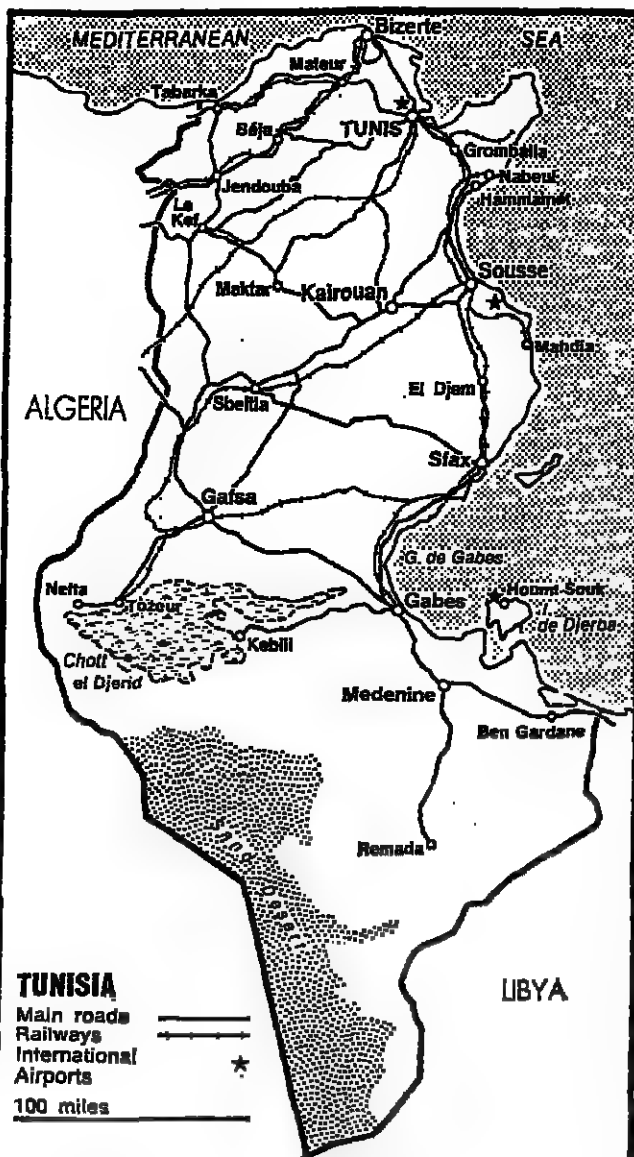 Bizerte
MEDITERRANEAN SEA
Mateur
Tabarka
Béja
TUNIS
Grombalia
Nabeul
Jendouba
Hammamet
Le
Kef
Sousse
Maktar
Kairouan
Mahdia
ALGERIA
El Djem
Sbeitla
Sfax
Gafsa
G. de Gabes
Nefta
Tozeur
Houmt-Souk
Gabes
I.
de Djerba
Kebili
Chott
el Djerid
Medenine
Ben Gardane
Remada
Sand Desert
TUNISIA
LIBYA
Main roads
Railways
International
Airports
100 miles